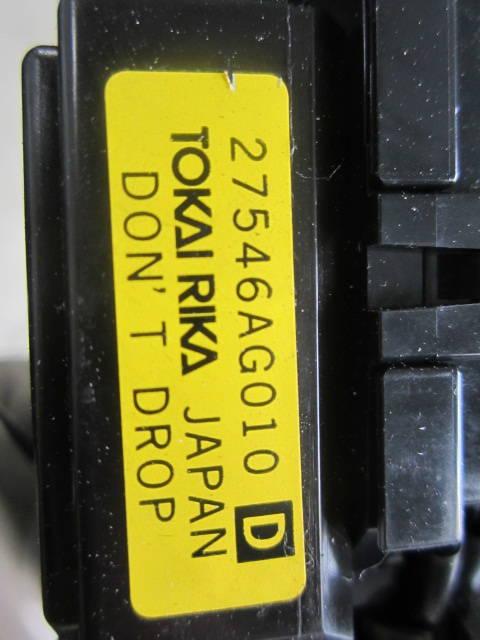 27546AG010 D
TOKAI RIKA JAPAN
DON'T DROP